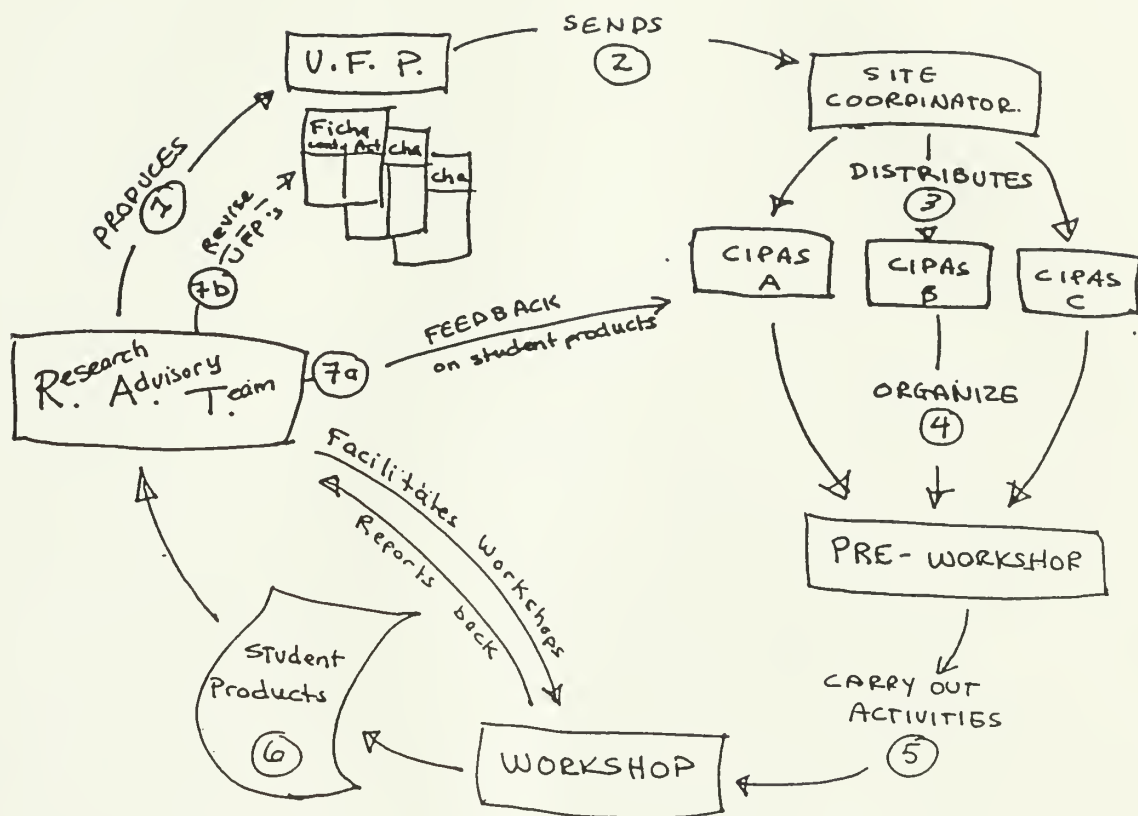 SENDS
2
U.F.P.
SITE
COORDINATOR.
Ficha
Act
cha
cha
PRODUCES
1
Revise
UFP's
7b
DISTRIBUTES
3
CIPAS
A
CIPAS
B
CIPAS
C
FEEDBACK
on student products
7a
Research
Advisory
Team
R. A. T.
ORGANIZE
4
Facilitates Workshops
Reports back
PRE-WORKSHOP
Student
Products
6
CARRY OUT
ACTIVITIES
5
WORKSHOP